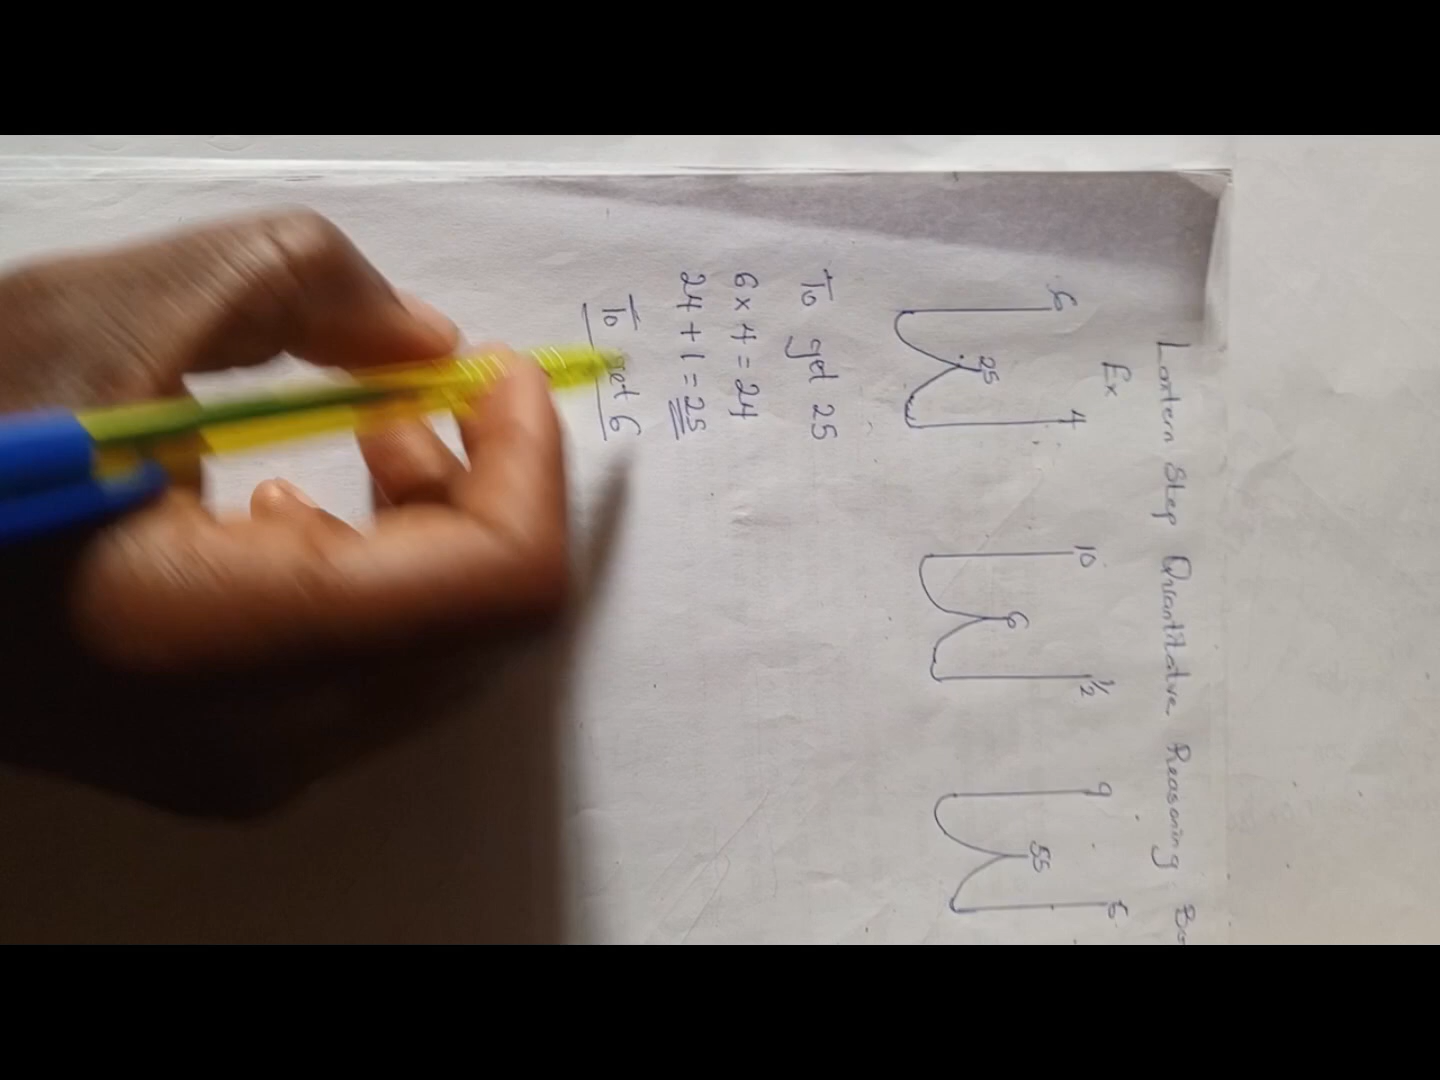 Lantern Step Quantitative Reasoning
Ex
6 4 10 1/2 9 6
25 6 55
To get 25
6 × 4 = 24
24 + 1 = 25
To get 6